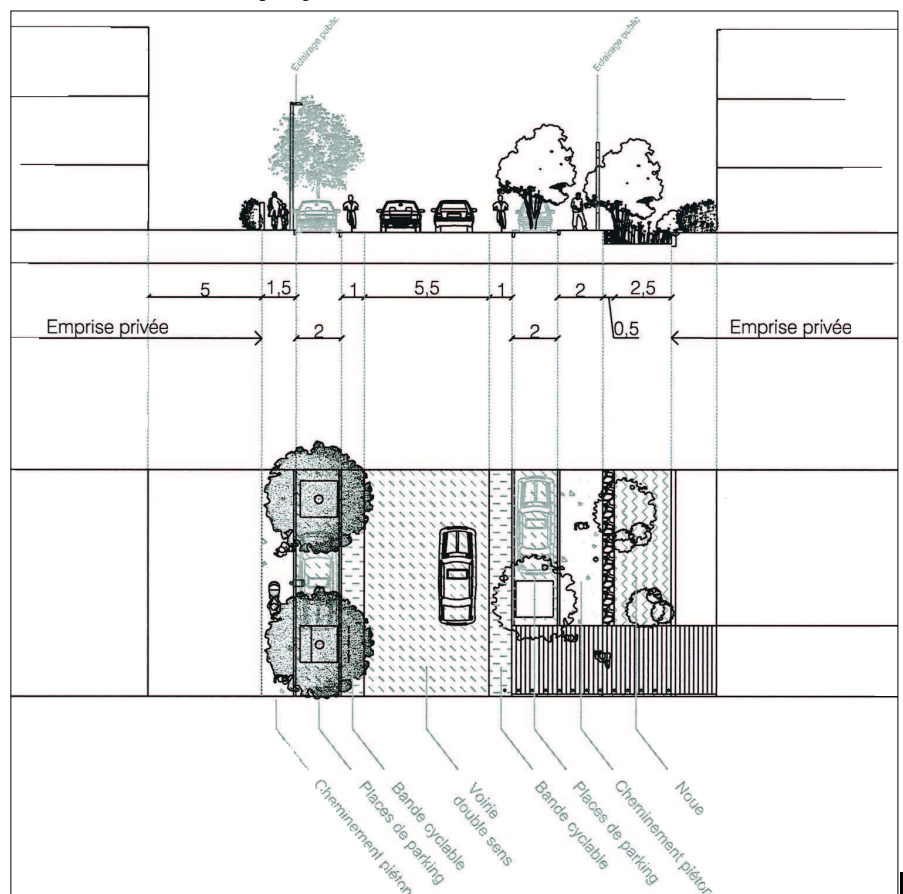 Eclairage public
Eclairage public
5
1,5
1
5,5
1
2
2,5
Emprise privée
2
2
0,5
Emprise privée
Cheminement piéton
Places de parking
Bande cyclable
Voirie
double sens
Bande cyclable
Places de parking
Cheminement piéton
Noue